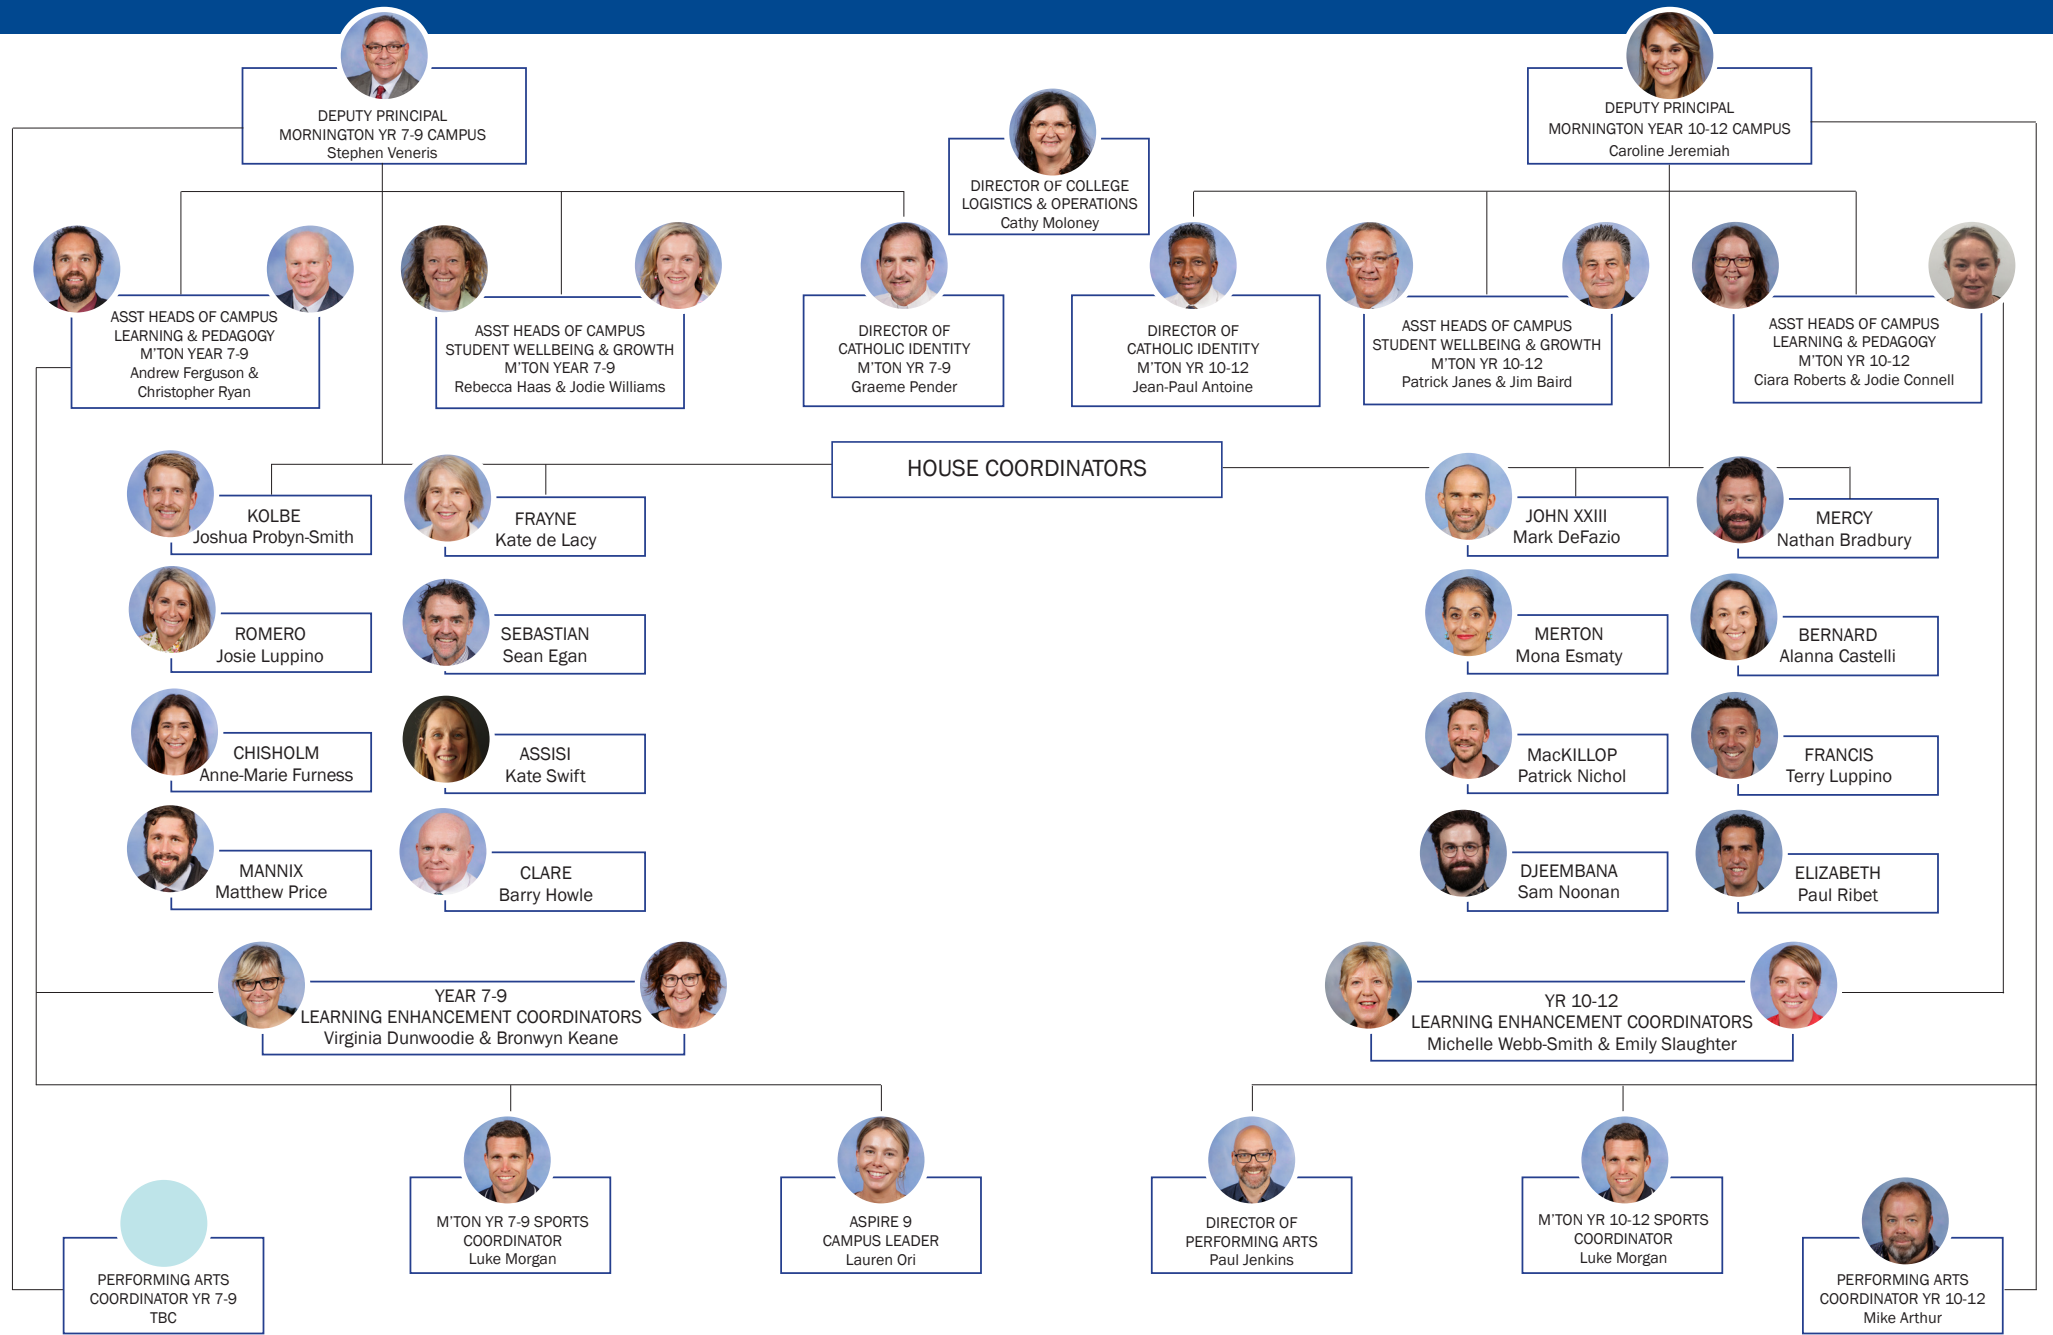 DEPUTY PRINCIPAL
MORNINGTON YR 7-9 CAMPUS
Stephen Veneris
DEPUTY PRINCIPAL
MORNINGTON YEAR 10-12 CAMPUS
Caroline Jeremiah
DIRECTOR OF COLLEGE
LOGISTICS & OPERATIONS
Cathy Moloney
ASST HEADS OF CAMPUS
LEARNING & PEDAGOGY
M'TON YEAR 7-9
Andrew Ferguson &
Christopher Ryan
ASST HEADS OF CAMPUS
STUDENT WELLBEING & GROWTH
M'TON YEAR 7-9
Rebecca Haas & Jodie Williams
DIRECTOR OF
CATHOLIC IDENTITY
M'TON YR 7-9
Graeme Pender
DIRECTOR OF
CATHOLIC IDENTITY
M'TON YR 10-12
Jean-Paul Antoine
ASST HEADS OF CAMPUS
STUDENT WELLBEING & GROWTH
M'TON YR 10-12
Patrick Janes & Jim Baird
ASST HEADS OF CAMPUS
LEARNING & PEDAGOGY
M'TON YR 10-12
Ciara Roberts & Jodie Connell
HOUSE COORDINATORS
KOLBE
Joshua Probyn-Smith
FRAYNE
Kate de Lacy
JOHN XXIII
Mark DeFazio
MERCY
Nathan Bradbury
ROMERO
Josie Luppino
SEBASTIAN
Sean Egan
MERTON
Mona Esmaty
BERNARD
Alanna Castelli
CHISHOLM
Anne-Marie Furness
ASSISI
Kate Swift
MacKILLOP
Patrick Nichol
FRANCIS
Terry Luppino
MANNIX
Matthew Price
CLARE
Barry Howle
DJEEMBANA
Sam Noonan
ELIZABETH
Paul Ribet
YEAR 7-9
LEARNING ENHANCEMENT COORDINATORS
Virginia Dunwoodie & Bronwyn Keane
YR 10-12
LEARNING ENHANCEMENT COORDINATORS
Michelle Webb-Smith & Emily Slaughter
PERFORMING ARTS
COORDINATOR YR 7-9
TBC
M'TON YR 7-9 SPORTS
COORDINATOR
Luke Morgan
ASPIRE 9
CAMPUS LEADER
Lauren Ori
DIRECTOR OF
PERFORMING ARTS
Paul Jenkins
M'TON YR 10-12 SPORTS
COORDINATOR
Luke Morgan
PERFORMING ARTS
COORDINATOR YR 10-12
Mike Arthur